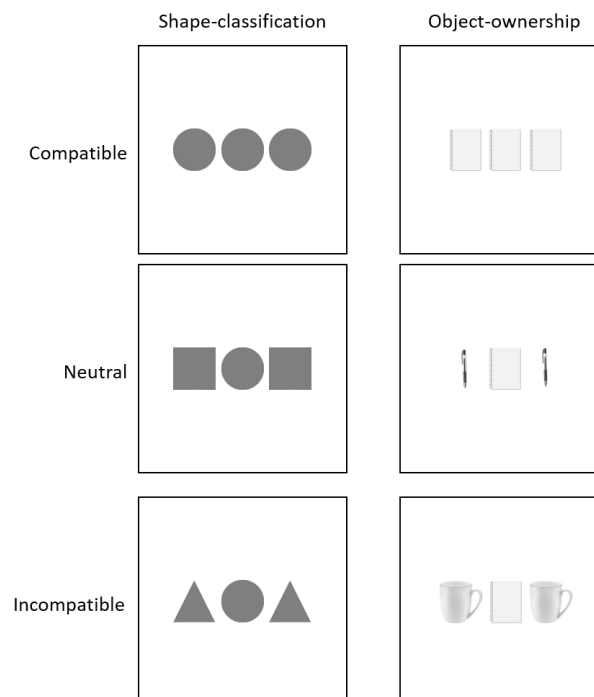 Shape-classification
Object-ownership
Compatible
Neutral
Incompatible